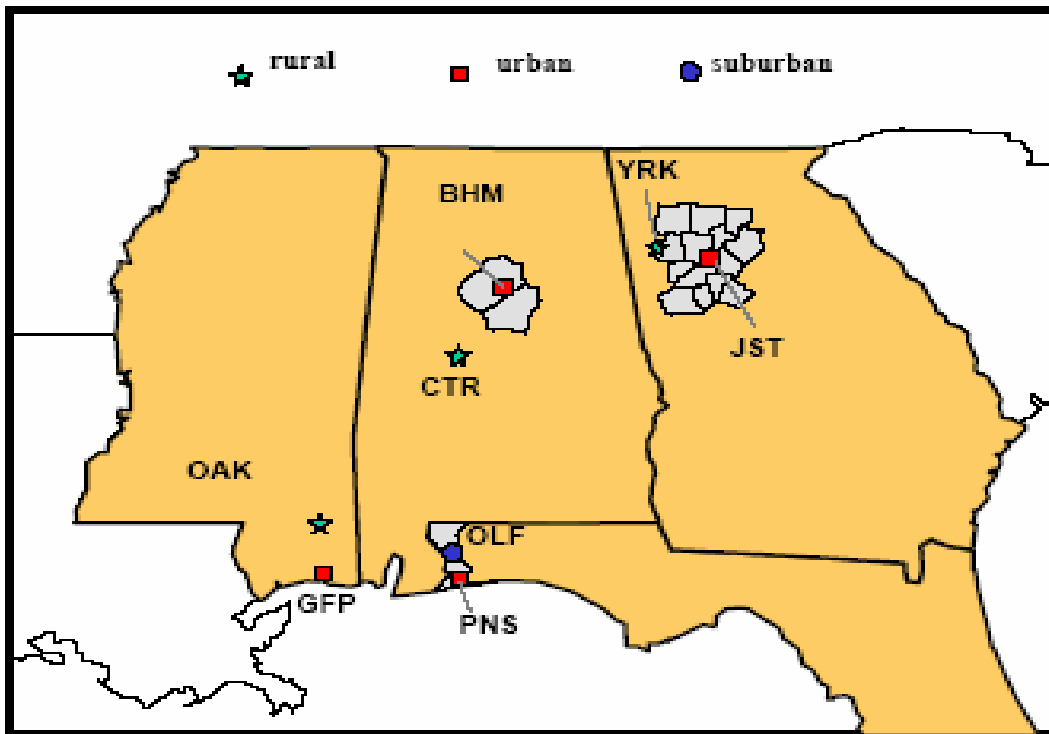 rural urban suburban
YRK
BHM
JST
CTR
OAK
OLF
GFP
PNS